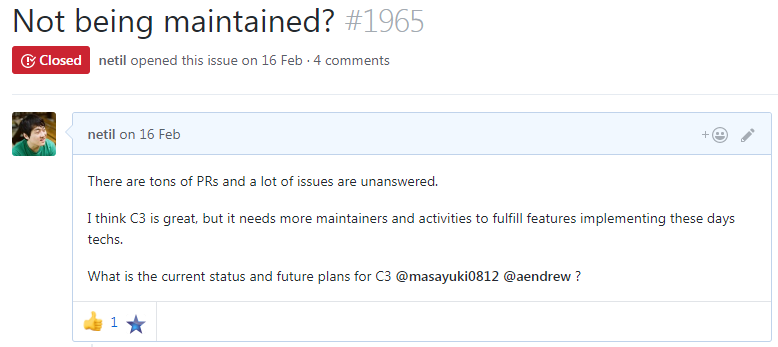 Not being maintained? #1965
Closed netil opened this issue on 16 Feb · 4 comments
netil on 16 Feb
There are tons of PRs and a lot of issues are unanswered.
I think C3 is great, but it needs more maintainers and activities to fulfill features implementing these days
techs.
What is the current status and future plans for C3 @masayuki0812 @aendrew ?
1